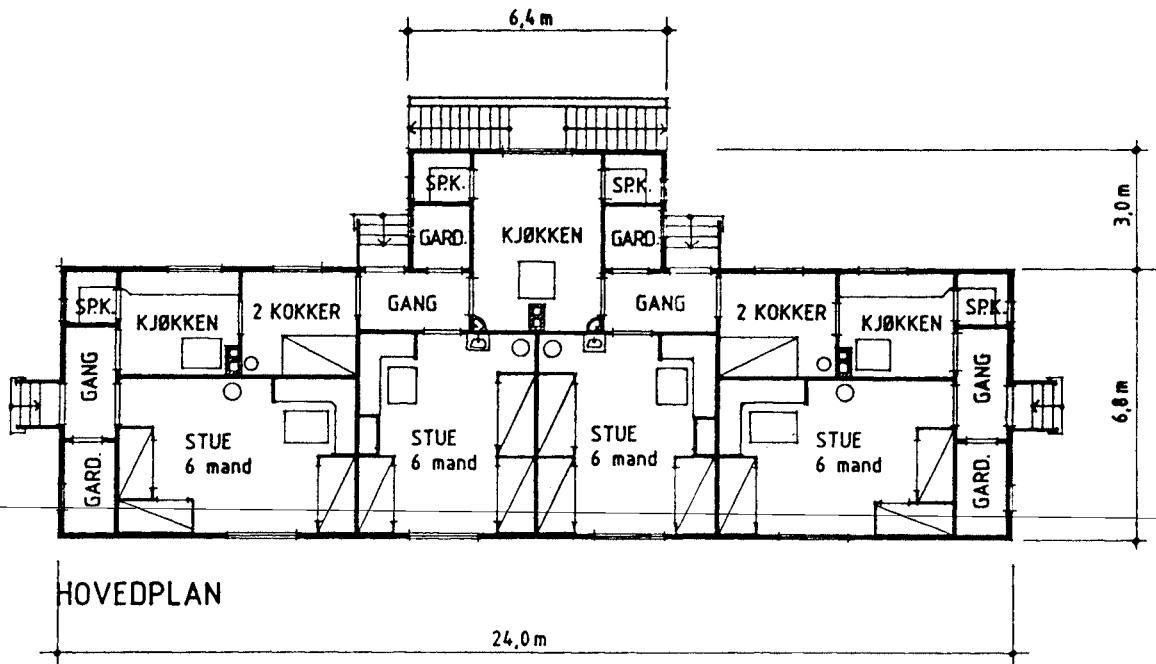 6,4 m
SP.K.
SP.K.
3,0 m
GARD.
KJØKKEN
GARD.
SP.K.
KJØKKEN
2 KOKKER
GANG
GANG
2 KOKKER
KJØKKEN
SP.K.
GANG
GANG
6,8 m
STUE
6 mand
STUE
6 mand
STUE
6 mand
STUE
6 mand
GARD.
GARD.
HOVEDPLAN
24,0 m